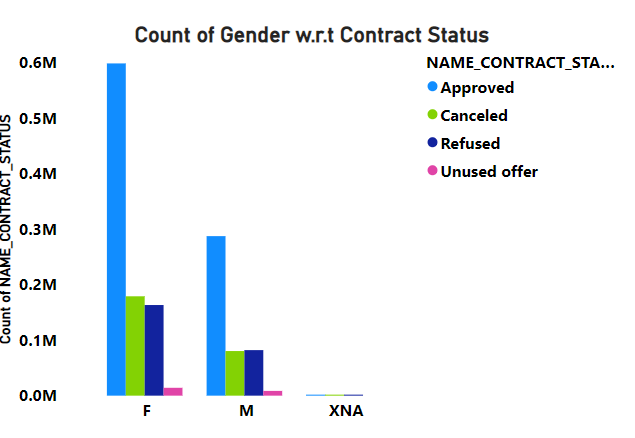 Count of Gender w.r.t Contract Status
NAME_CONTRACT_STA...
Approved
Canceled
Refused
Unused offer
Count of NAME_CONTRACT_STATUS
0.6M
0.5M
0.4M
0.3M
0.2M
0.1M
0.0M
F M XNA